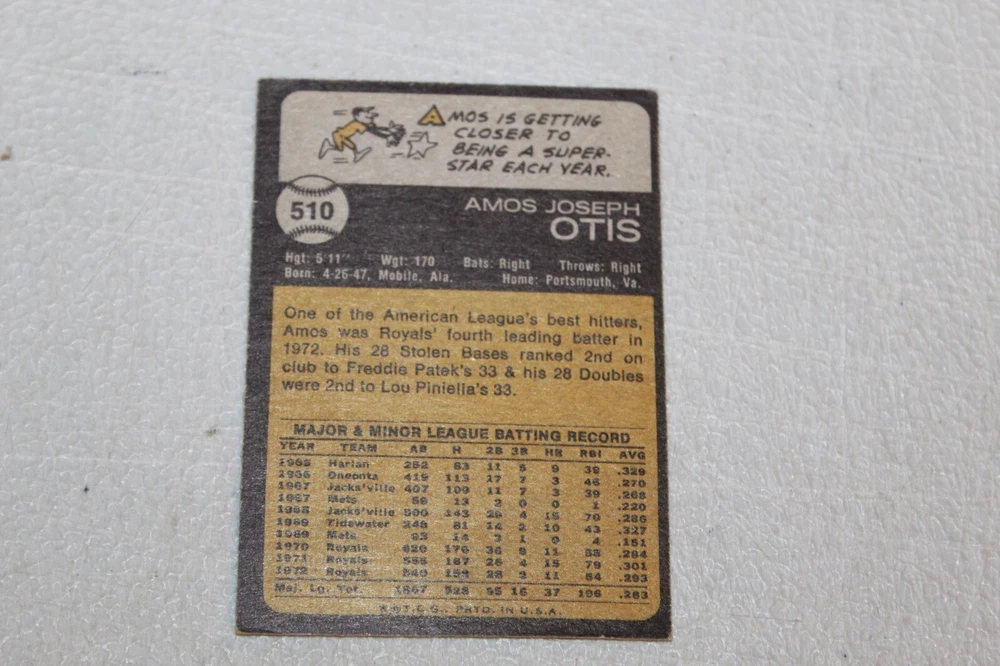 AMOS IS GETTING
CLOSER TO
BEING A SUPER-
STAR EACH YEAR.
510
AMOS JOSEPH
OTIS
Hgt: 5'11" Wgt: 170 Bats: Right Throws: Right
Born: 4-26-47, Mobile, Ala. Home: Portsmouth, Va.
One of the American League's best hitters,
Amos was Royals' fourth leading batter in
1972. His 28 Stolen Bases ranked 2nd on
club to Freddie Patek's 33 & his 28 Doubles
were 2nd to Lou Piniella's 33.
MAJOR & MINOR LEAGUE BATTING RECORD
YEAR TEAM AB H 2B 3B HR RBI AVG
1965 Harlan 252 83 11 5 9 39 .329
1966 Oneonta 419 113 17 7 3 46 .270
1967 Jacks'ville 407 109 11 7 3 39 .268
1967 Mets 59 13 2 0 0 1 .220
1968 Jacks'ville 500 143 4 15 70 .286
1969 Tidewater 248 81 14 2 10 43 .327
1969 Mets 93 14 3 1 0 4 .151
1970 Royals 620 176 36 9 11 58 .284
1971 Royals 555 167 26 4 15 79 .301
1972 Royals 540 158 28 2 11 54 .293
Maj. Lg. Tot. 1867 528 95 16 37 196 .283
© T.C.G., PRTD. IN U.S.A.